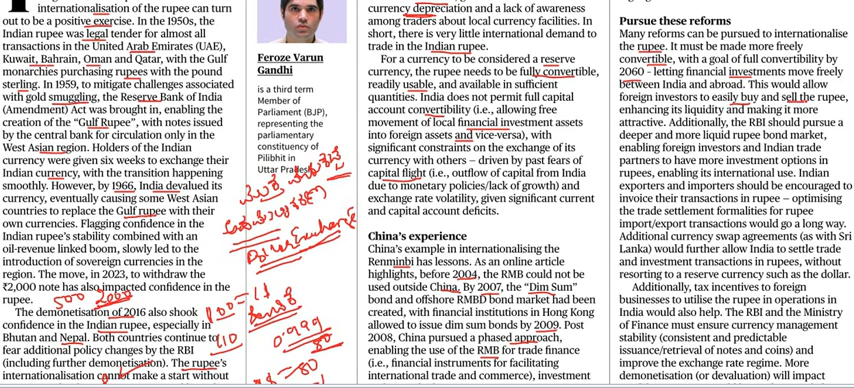 internationalisation of the rupee can turn
out to be a positive exercise. In the 1950s, the
Indian rupee was legal tender for almost all
transactions in the United Arab Emirates (UAE),
Kuwait, Bahrain, Oman and Qatar, with the Gulf
monarchies purchasing rupees with the pound
sterling. In 1959, to mitigate challenges associated
with gold smuggling, the Reserve Bank of India
(Amendment) Act was brought in, enabling the
creation of the "Gulf Rupee", with notes issued
by the central bank for circulation only in the
West Asian region. Holders of the Indian
currency were given six weeks to exchange their
Indian currency, with the transition happening
smoothly. However, by 1966, India devalued its
currency, eventually causing some West Asian
countries to replace the Gulf rupee with their
own currencies. Flagging confidence in the
Indian rupee's stability combined with an
oil-revenue linked boom, slowly led to the
introduction of sovereign currencies in the
region. The move, in 2023, to withdraw the
₹2,000 note has also impacted confidence in the
rupee.
500 2000
The demonetisation of 2016 also shook
confidence in the Indian rupee, especially in
Bhutan and Nepal. Both countries continue to
fear additional policy changes by the RBI
(including further demonetisation). The rupee's
internationalisation cannot make a start without
Feroze Varun
Gandhi
is a third term
Member of
Parliament (BJP),
representing the
parliamentary
constituency of
Pilibhit in
Uttar Pradesh
100 =
110
0.999
80
= 80
currency depreciation and a lack of awareness
among traders about local currency facilities. In
short, there is very little international demand to
trade in the Indian rupee.
For a currency to be considered a reserve
currency, the rupee needs to be fully convertible,
readily usable, and available in sufficient
quantities. India does not permit full capital
account convertibility (i.e., allowing free
movement of local financial investment assets
into foreign assets and vice-versa), with
significant constraints on the exchange of its
currency with others – driven by past fears of
capital flight (i.e., outflow of capital from India
due to monetary policies/lack of growth) and
exchange rate volatility, given significant current
and capital account deficits.
China's experience
China's example in internationalising the
Renminbi has lessons. As an online article
highlights, before 2004, the RMB could not be
used outside China. By 2007, the "Dim Sum"
bond and offshore RMBD bond market had been
created, with financial institutions in Hong Kong
allowed to issue dim sum bonds by 2009. Post
2008, China pursued a phased approach,
enabling the use of the RMB for trade finance
(i.e., financial instruments for facilitating
international trade and commerce), investment
Pursue these reforms
Many reforms can be pursued to internationalise
the rupee. It must be made more freely
convertible, with a goal of full convertibility by
2060 - letting financial investments move freely
between India and abroad. This would allow
foreign investors to easily buy and sell the rupee,
enhancing its liquidity and making it more
attractive. Additionally, the RBI should pursue a
deeper and more liquid rupee bond market,
enabling foreign investors and Indian trade
partners to have more investment options in
rupees, enabling its international use. Indian
exporters and importers should be encouraged to
invoice their transactions in rupee – optimising
the trade settlement formalities for rupee
import/export transactions would go a long way.
Additional currency swap agreements (as with Sri
Lanka) would further allow India to settle trade
and investment transactions in rupees, without
resorting to a reserve currency such as the dollar.
Additionally, tax incentives to foreign
businesses to utilise the rupee in operations in
India would also help. The RBI and the Ministry
of Finance must ensure currency management
stability (consistent and predictable
issuance/retrieval of notes and coins) and
improve the exchange rate regime. More
demonetisation (or devaluation) will impact